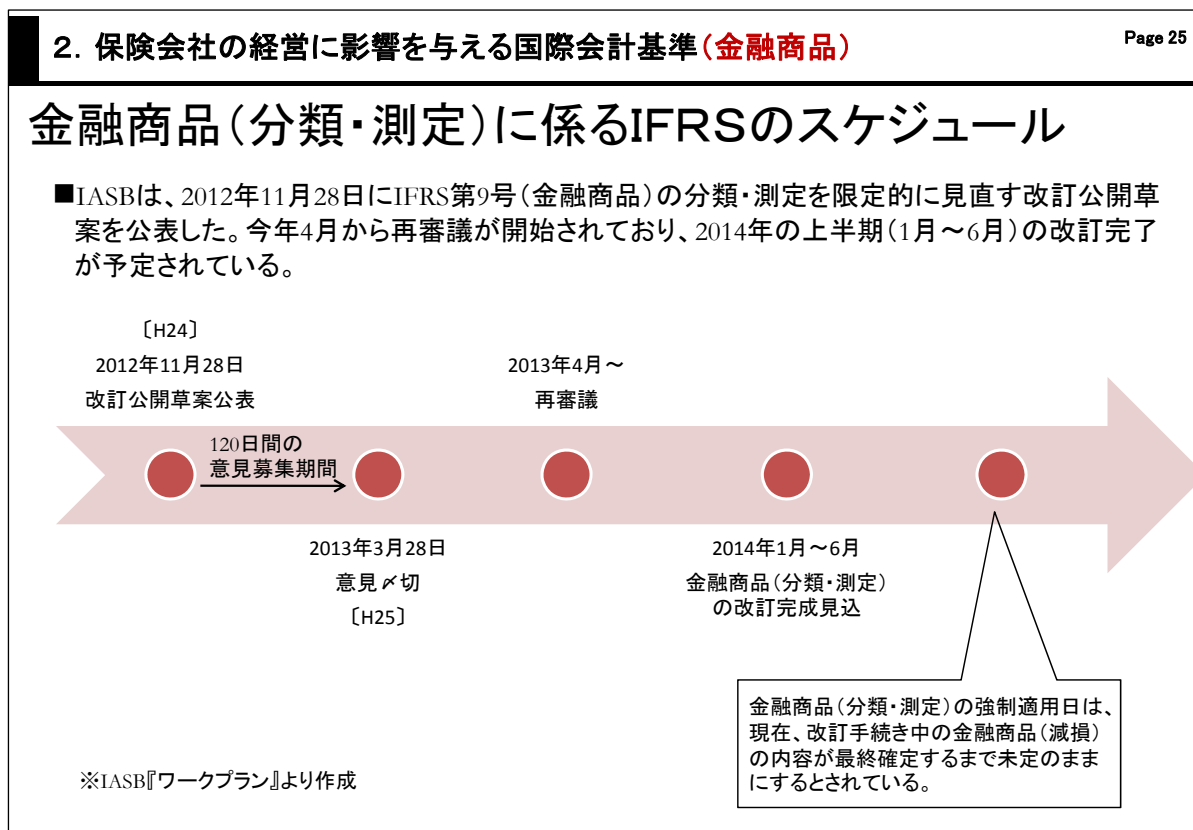 2．保険会社の経営に影響を与える国際会計基準（金融商品）
Page 25
金融商品（分類・測定）に係るIFRSのスケジュール
■IASBは、2012年11月28日にIFRS第9号（金融商品）の分類・測定を限定的に見直す改訂公開草
案を公表した。今年4月から再審議が開始されており、2014年の上半期（1月～6月）の改訂完了
が予定されている。
〔H24〕
2012年11月28日
改訂公開草案公表
2013年4月～
再審議
120日間の
意見募集期間
2013年3月28日
意見〆切
〔H25〕
2014年1月～6月
金融商品（分類・測定）
の改訂完成見込
金融商品（分類・測定）の強制適用日は、
現在、改訂手続き中の金融商品（減損）
の内容が最終確定するまで未定のまま
にするとされている。
※IASB『ワークプラン』より作成